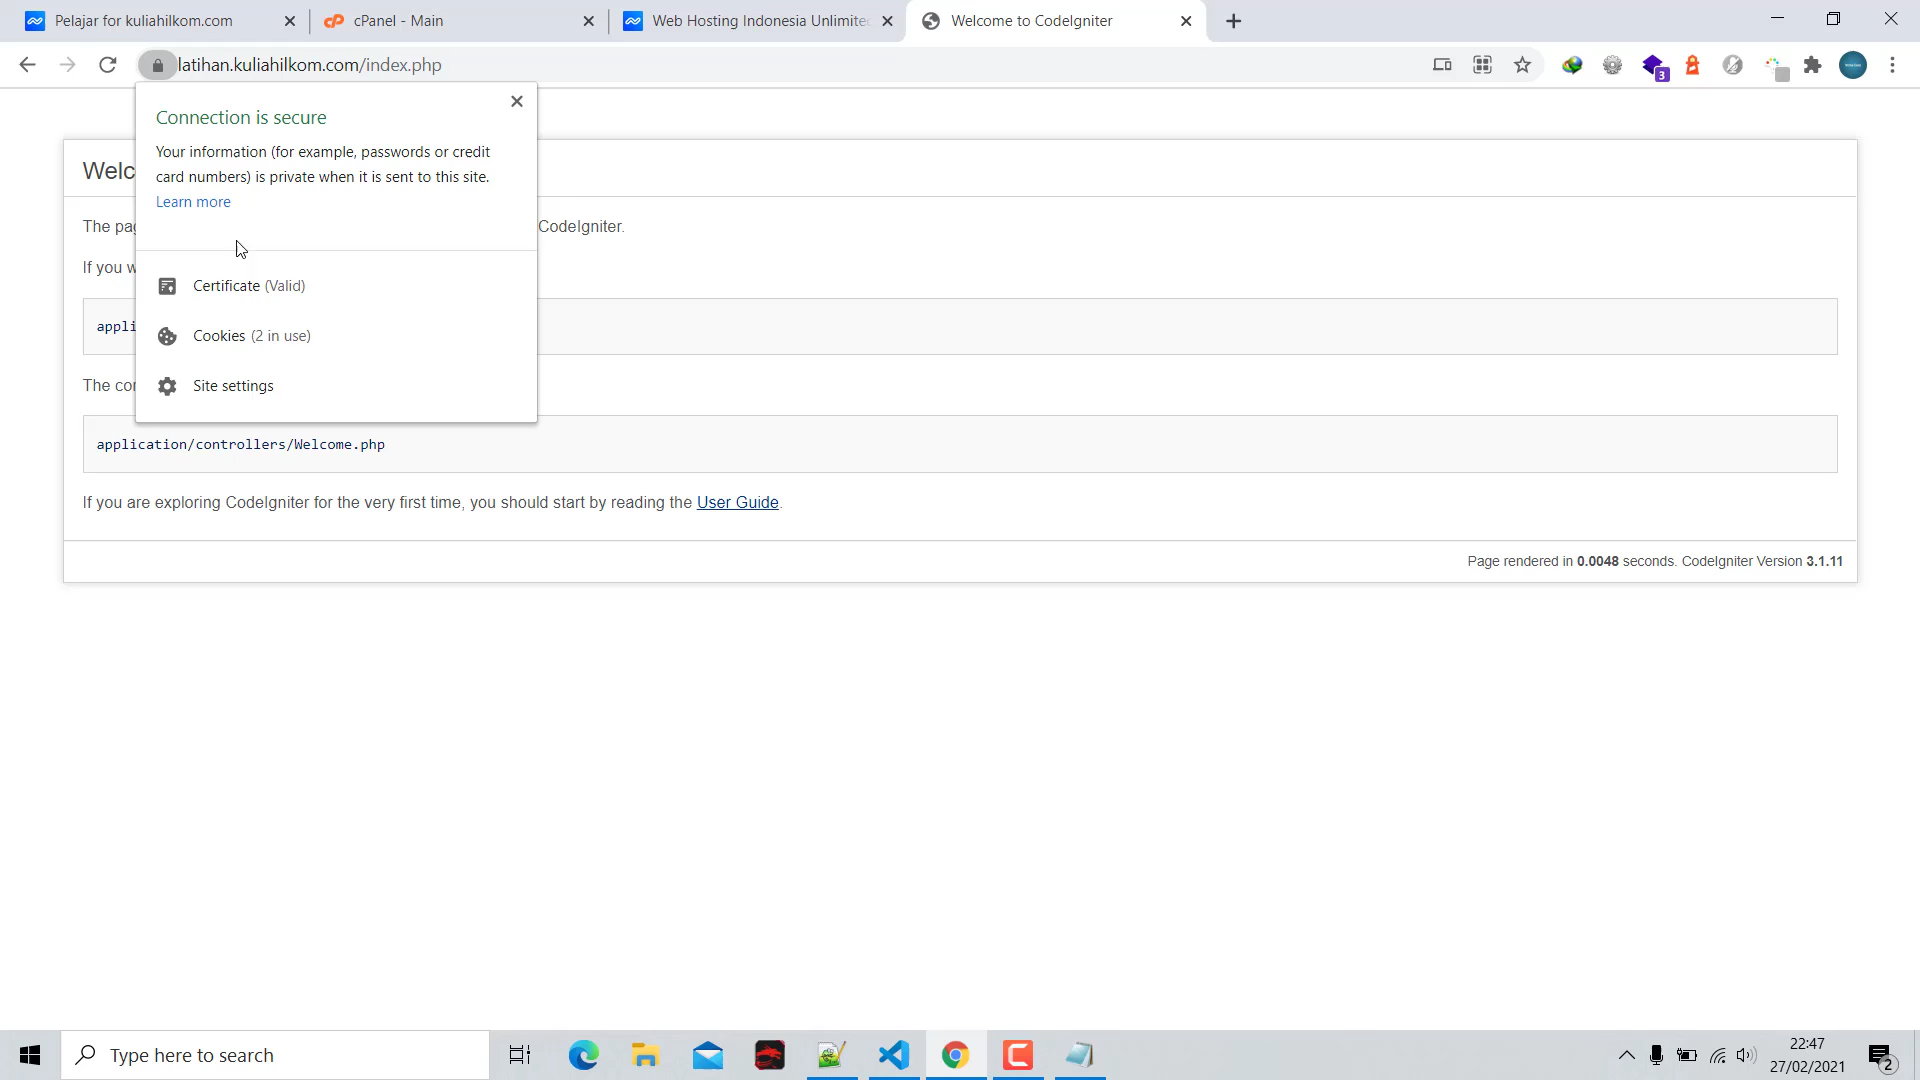 Pelajar for kuliahilkom.com
cPanel - Main
Web Hosting Indonesia Unlimite
Welcome to CodeIgniter
latihan.kuliahilkom.com/index.php
3
Connection is secure
Your information (for example, passwords or credit
card numbers) is private when it is sent to this site.
Learn more
Certificate (Valid)
Cookies (2 in use)
Site settings
Welc
The pag
CodeIgniter.
If you w
appli
The con
application/controllers/Welcome.php
If you are exploring CodeIgniter for the very first time, you should start by reading the User Guide.
Page rendered in 0.0048 seconds. CodeIgniter Version 3.1.11
Type here to search
22:47
27/02/2021
2